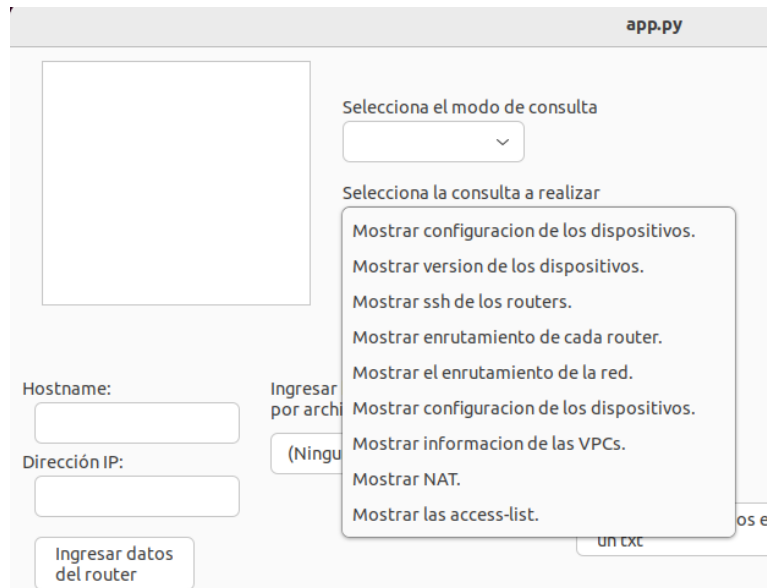 app.py
Selecciona el modo de consulta
Selecciona la consulta a realizar
Mostrar configuracion de los dispositivos.
Mostrar version de los dispositivos.
Mostrar ssh de los routers.
Mostrar enrutamiento de cada router.
Mostrar el enrutamiento de la red.
Mostrar configuracion de los dispositivos.
Mostrar informacion de las VPCs.
Mostrar NAT.
Mostrar las access-list.
Hostname:
Dirección IP:
Ingresar datos
del router
Ingresar
por archi
(Ningu
os e
un txt